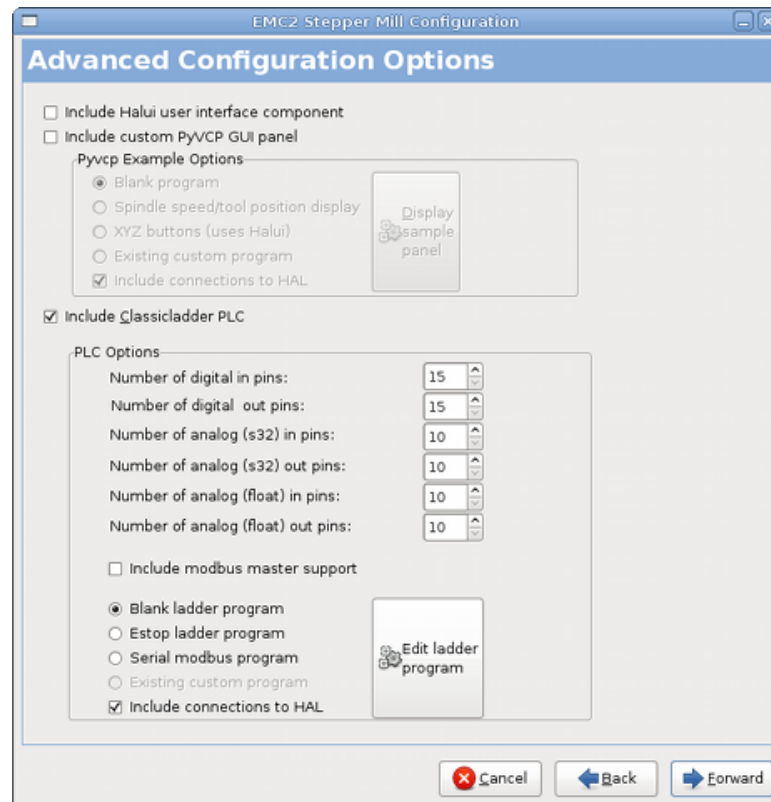 EMC2 Stepper Mill Configuration
Advanced Configuration Options
Include Halui user interface component
Include custom PyVCP GUI panel
Pyvcp Example Options
Blank program
Spindle speed/tool position display
XYZ buttons (uses Halui)
Existing custom program
Include connections to HAL
Display
sample
panel
Include Classicladder PLC
PLC Options
Number of digital in pins: 15
Number of digital out pins: 15
Number of analog (s32) in pins: 10
Number of analog (s32) out pins: 10
Number of analog (float) in pins: 10
Number of analog (float) out pins: 10
Include modbus master support
Blank ladder program
Estop ladder program
Serial modbus program
Existing custom program
Include connections to HAL
Edit ladder
program
Cancel Back Forward